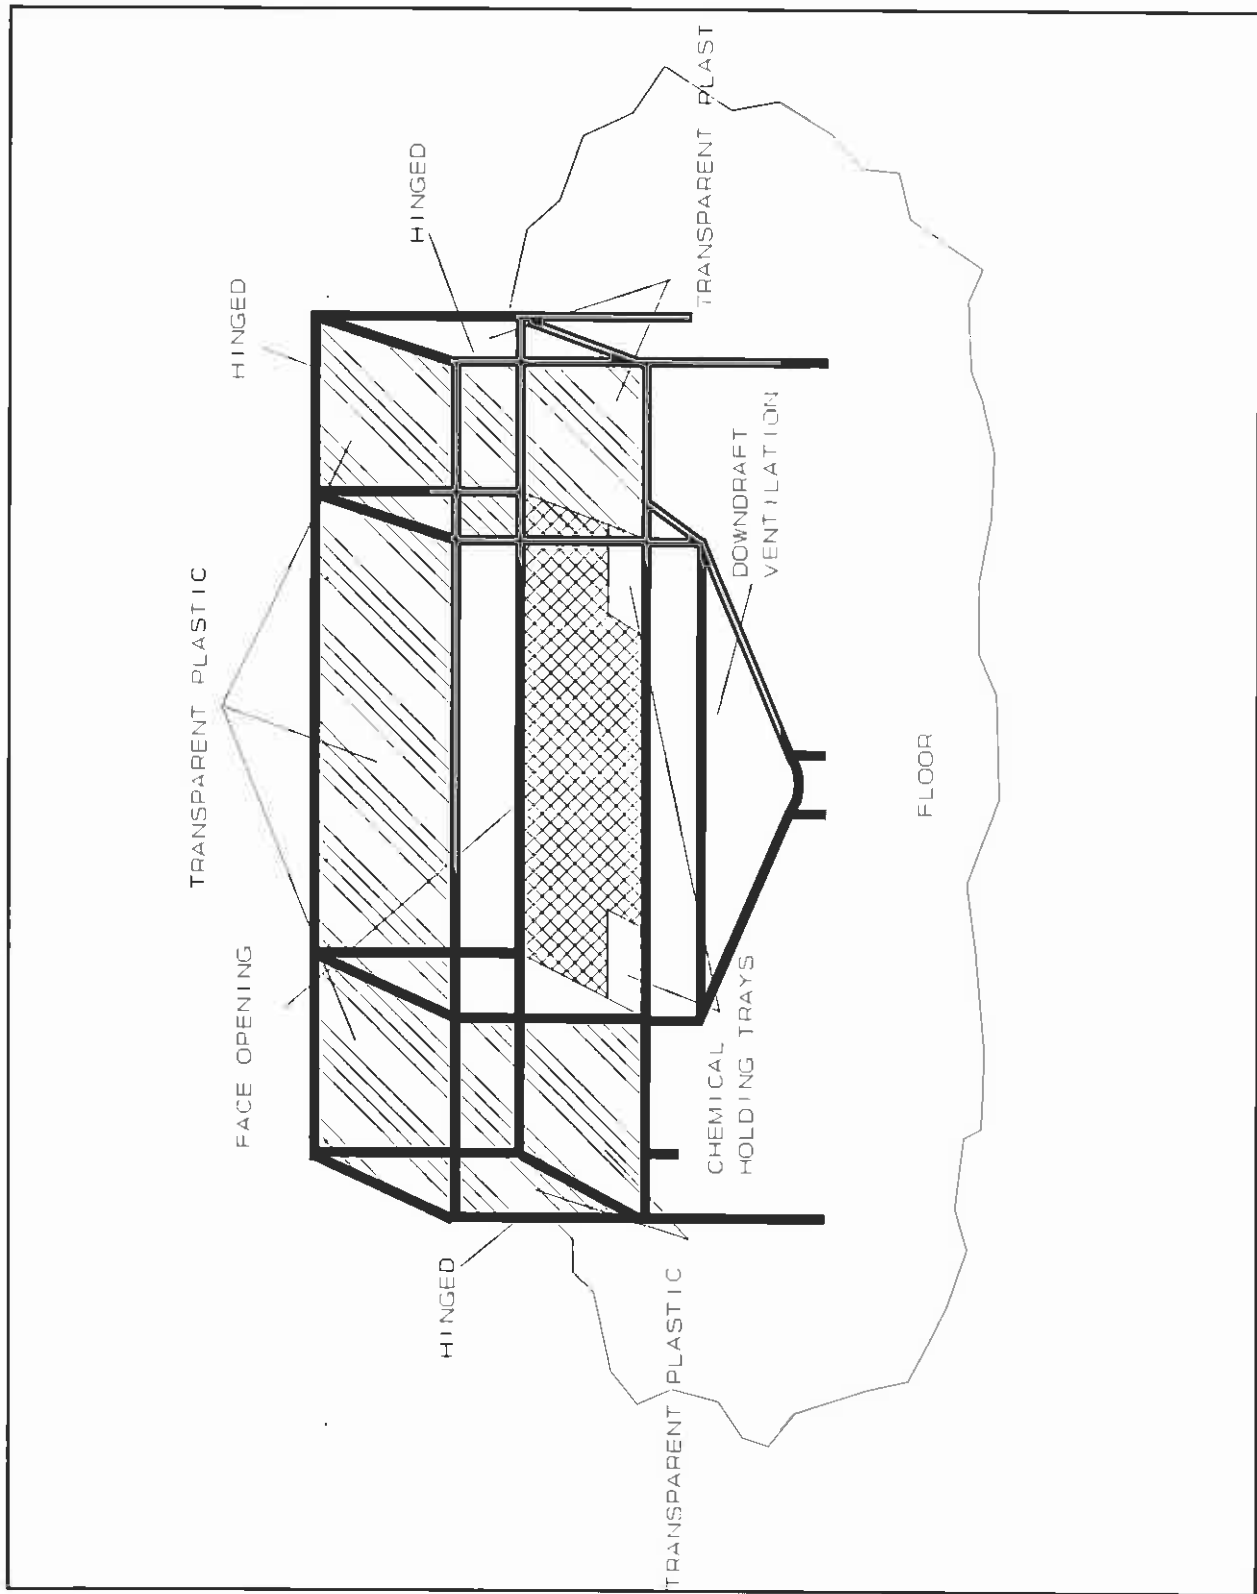 TRANSPARENT PLASTIC
FACE OPENING
HINGED
HINGED
HINGED
TRANSPARENT PLASTIC
TRANSPARENT PLAST
CHEMICAL
HOLDING TRAYS
DOWNDRAFT
VENTILATION
FLOOR